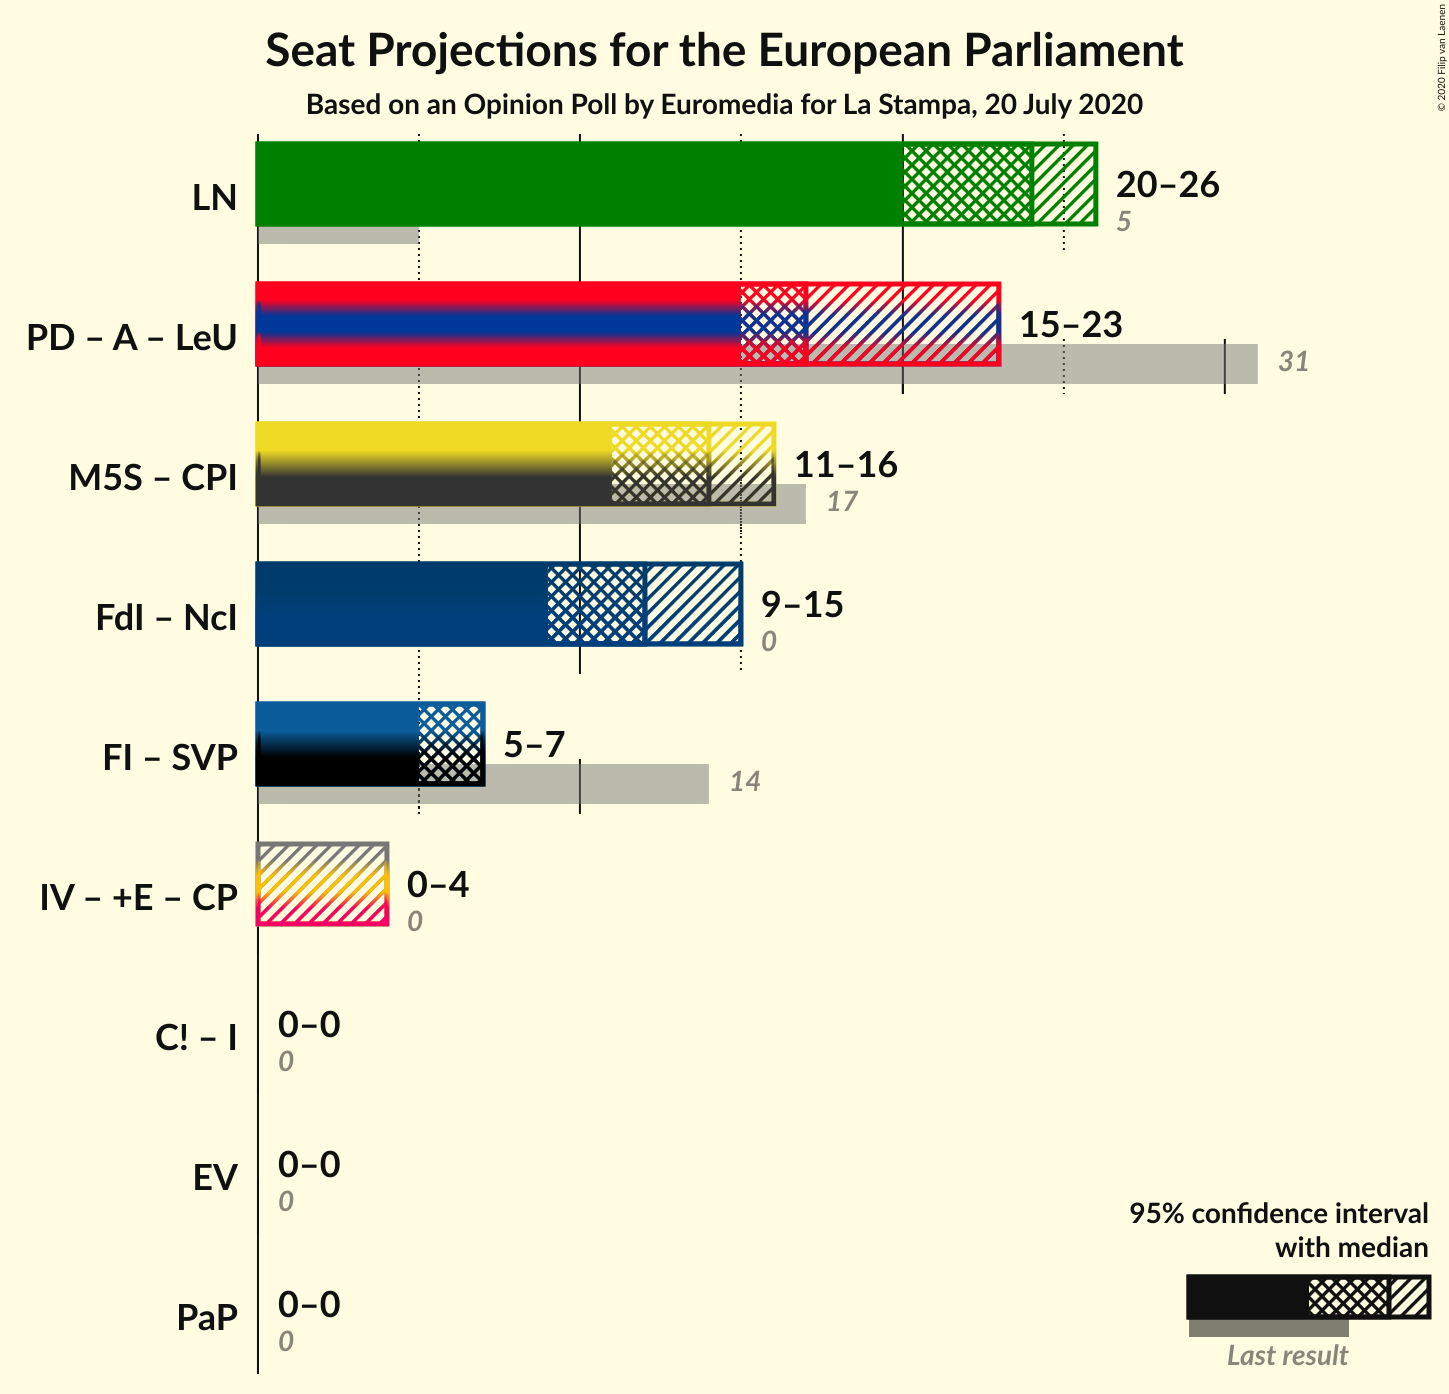 Seat Projections for the European Parliament
Based on an Opinion Poll by Euromedia for La Stampa, 20 July 2020
© 2020 Filip van Laenen
LN
20–26
5
PD – A – LeU
15–23
31
M5S – CPI
11–16
17
FdI – NcI
9–15
0
FI – SVP
5–7
14
IV – +E – CP
0–4
0
C! – I
0–0
0
EV
0–0
0
PaP
0–0
0
95% confidence interval
with median
Last result